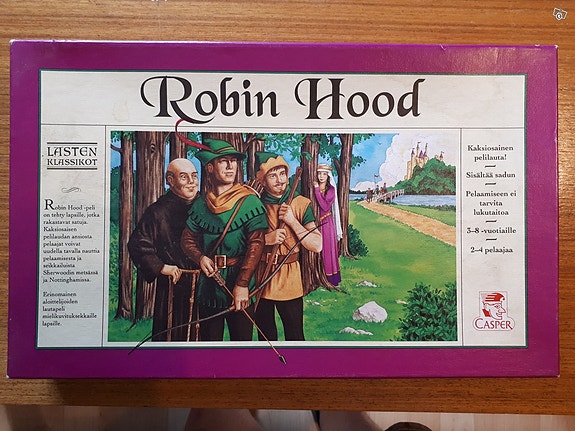 Robin Hood
LASTEN
KLASSIKOT
Robin Hood -peli
on tehty lapsille, jotka
rakastavat satuja.
Kaksiosaisen
pelilaudan ansiosta
pelaajat voivat
uudella tavalla nauttia
pelaamisesta ja
seikkailuista
Sherwoodin metsässä
ja Nottinghamissa.
Erinomainen
aloittelijoiden
lautapeli
mielikuvitusrikkaille
lapsille.
Kaksiosainen
pelilauta!
Sisältää sadun
Pelaamiseen ei
tarvita
lukutaitoa
3–8 -vuotiaille
2–4 pelaajaa
CASPER